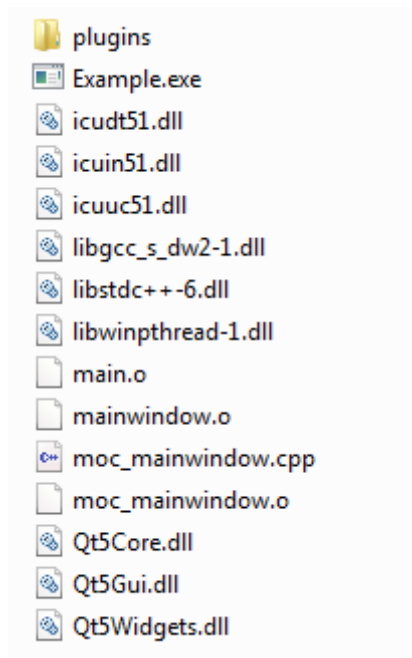 plugins
Example.exe
icudt51.dll
icuin51.dll
icuuc51.dll
libgcc_s_dw2-1.dll
libstdc++-6.dll
libwinpthread-1.dll
main.o
mainwindow.o
moc_mainwindow.cpp
moc_mainwindow.o
Qt5Core.dll
Qt5Gui.dll
Qt5Widgets.dll